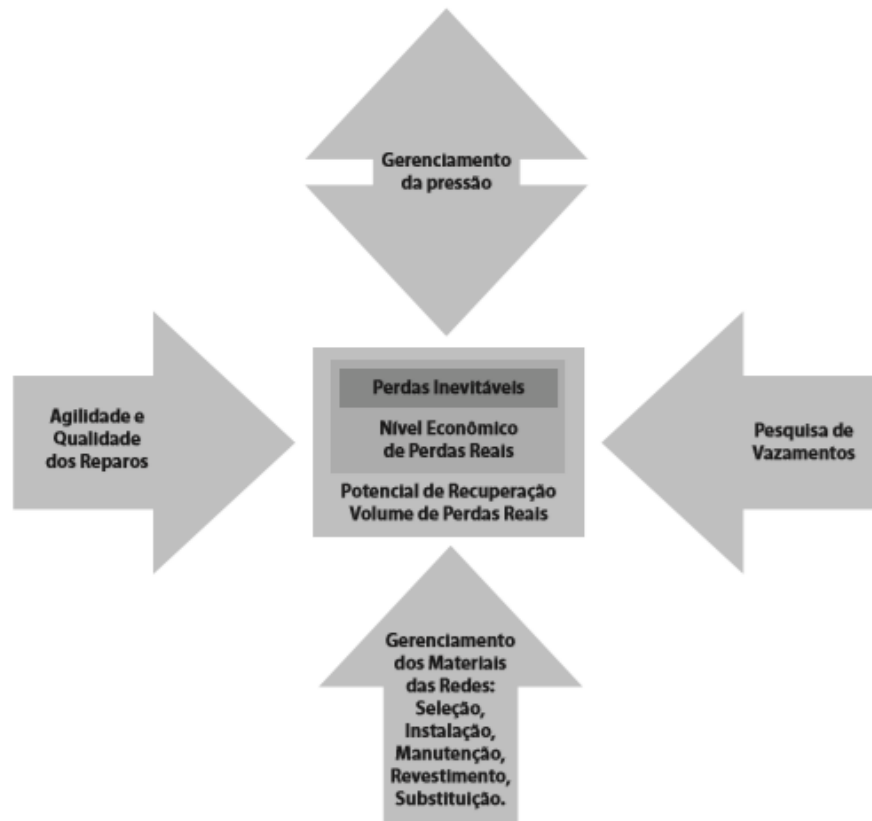 Gerenciamento
da pressão
Agilidade e
Qualidade
dos Reparos
Perdas Inevitáveis
Nível Econômico
de Perdas Reais
Potencial de Recuperação
Volume de Perdas Reais
Pesquisa de
Vazamentos
Gerenciamento
dos Materiais
das Redes:
Seleção,
Instalação,
Manutenção,
Revestimento,
Substituição.